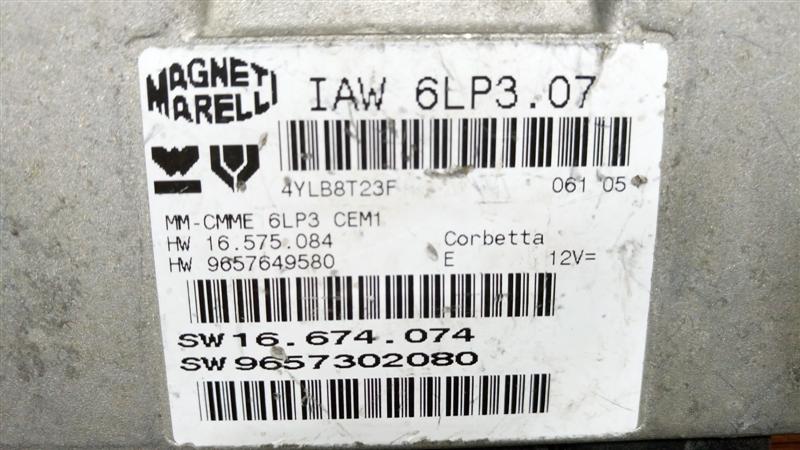 MAGNETI MARELLI
IAW 6LP3.07
4YLB8T23F 061 05
MM-CMME 6LP3 CEM1
HW 16.575.084 Corbetta
HW 9657649580 E 12V=
SW 16.674.074
SW 9657302080